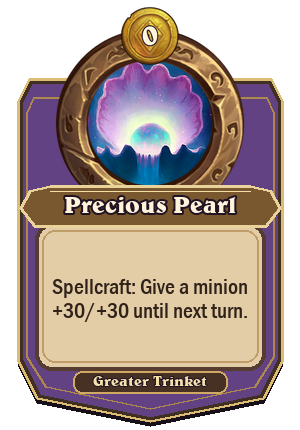 0
Precious Pearl
Spellcraft: Give a minion
+30/+30 until next turn.
Greater Trinket